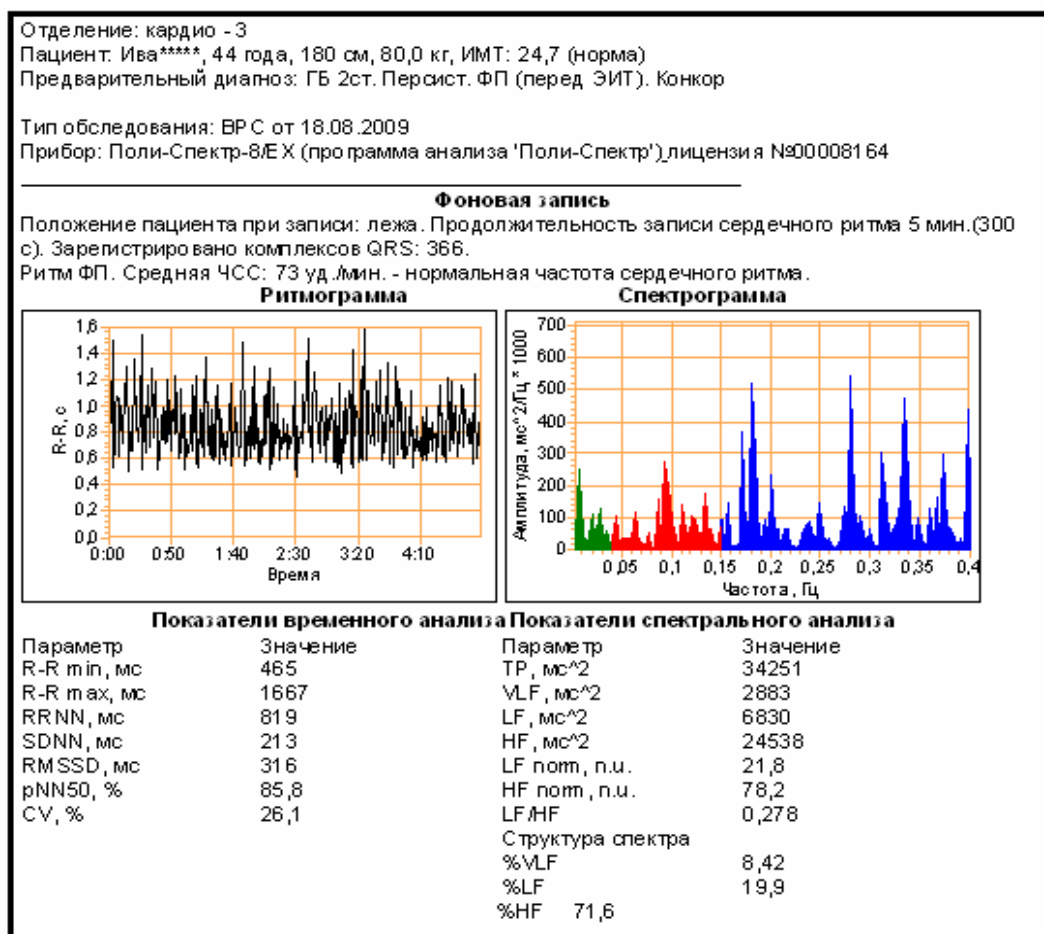 Отделение: кардио - 3
Пациент: Ива*****, 44 года, 180 см, 80,0 кг, ИМТ: 24,7 (норма)
Предварительный диагноз: ГБ 2ст. Персист. ФП (перед ЭИТ). Конкор
Тип обследования: ВРС от 18.08.2009
Прибор: Поли-Спектр-8/EX (программа анализа 'Поли-Спектр') лицензия №00008164
Фоновая запись
Положение пациента при записи: лежа. Продолжительность записи сердечного ритма 5 мин.(300
с). Зарегистрировано комплексов QRS: 366.
Ритм ФП. Средняя ЧСС: 73 уд./мин. - нормальная частота сердечного ритма.
Ритмограмма
R-R, с
1,6
1,4
1,2
1,0
0,8
0,6
0,4
0,2
0,0
0:00 0:50 1:40 2:30 3:20 4:10
Время
Спектрограмма
Амплитуда, мс^2/Гц * 1000
700
600
500
400
300
200
100
0
0,05 0,1 0,15 0,2 0,25 0,3 0,35 0,4
Частота, Гц
Показатели временного анализа
Параметр Значение
R-R min, мс 465
R-R max, мс 1667
RRNN, мс 819
SDNN, мс 213
RMSSD, мс 316
pNN50, % 85,8
CV, % 26,1
Показатели спектрального анализа
Параметр Значение
TP, мс^2 34251
VLF, мс^2 2883
LF, мс^2 6830
HF, мс^2 24538
LF norm, n.u. 21,8
HF norm, n.u. 78,2
LF/HF 0,278
Структура спектра
%VLF 8,42
%LF 19,9
%HF 71,6